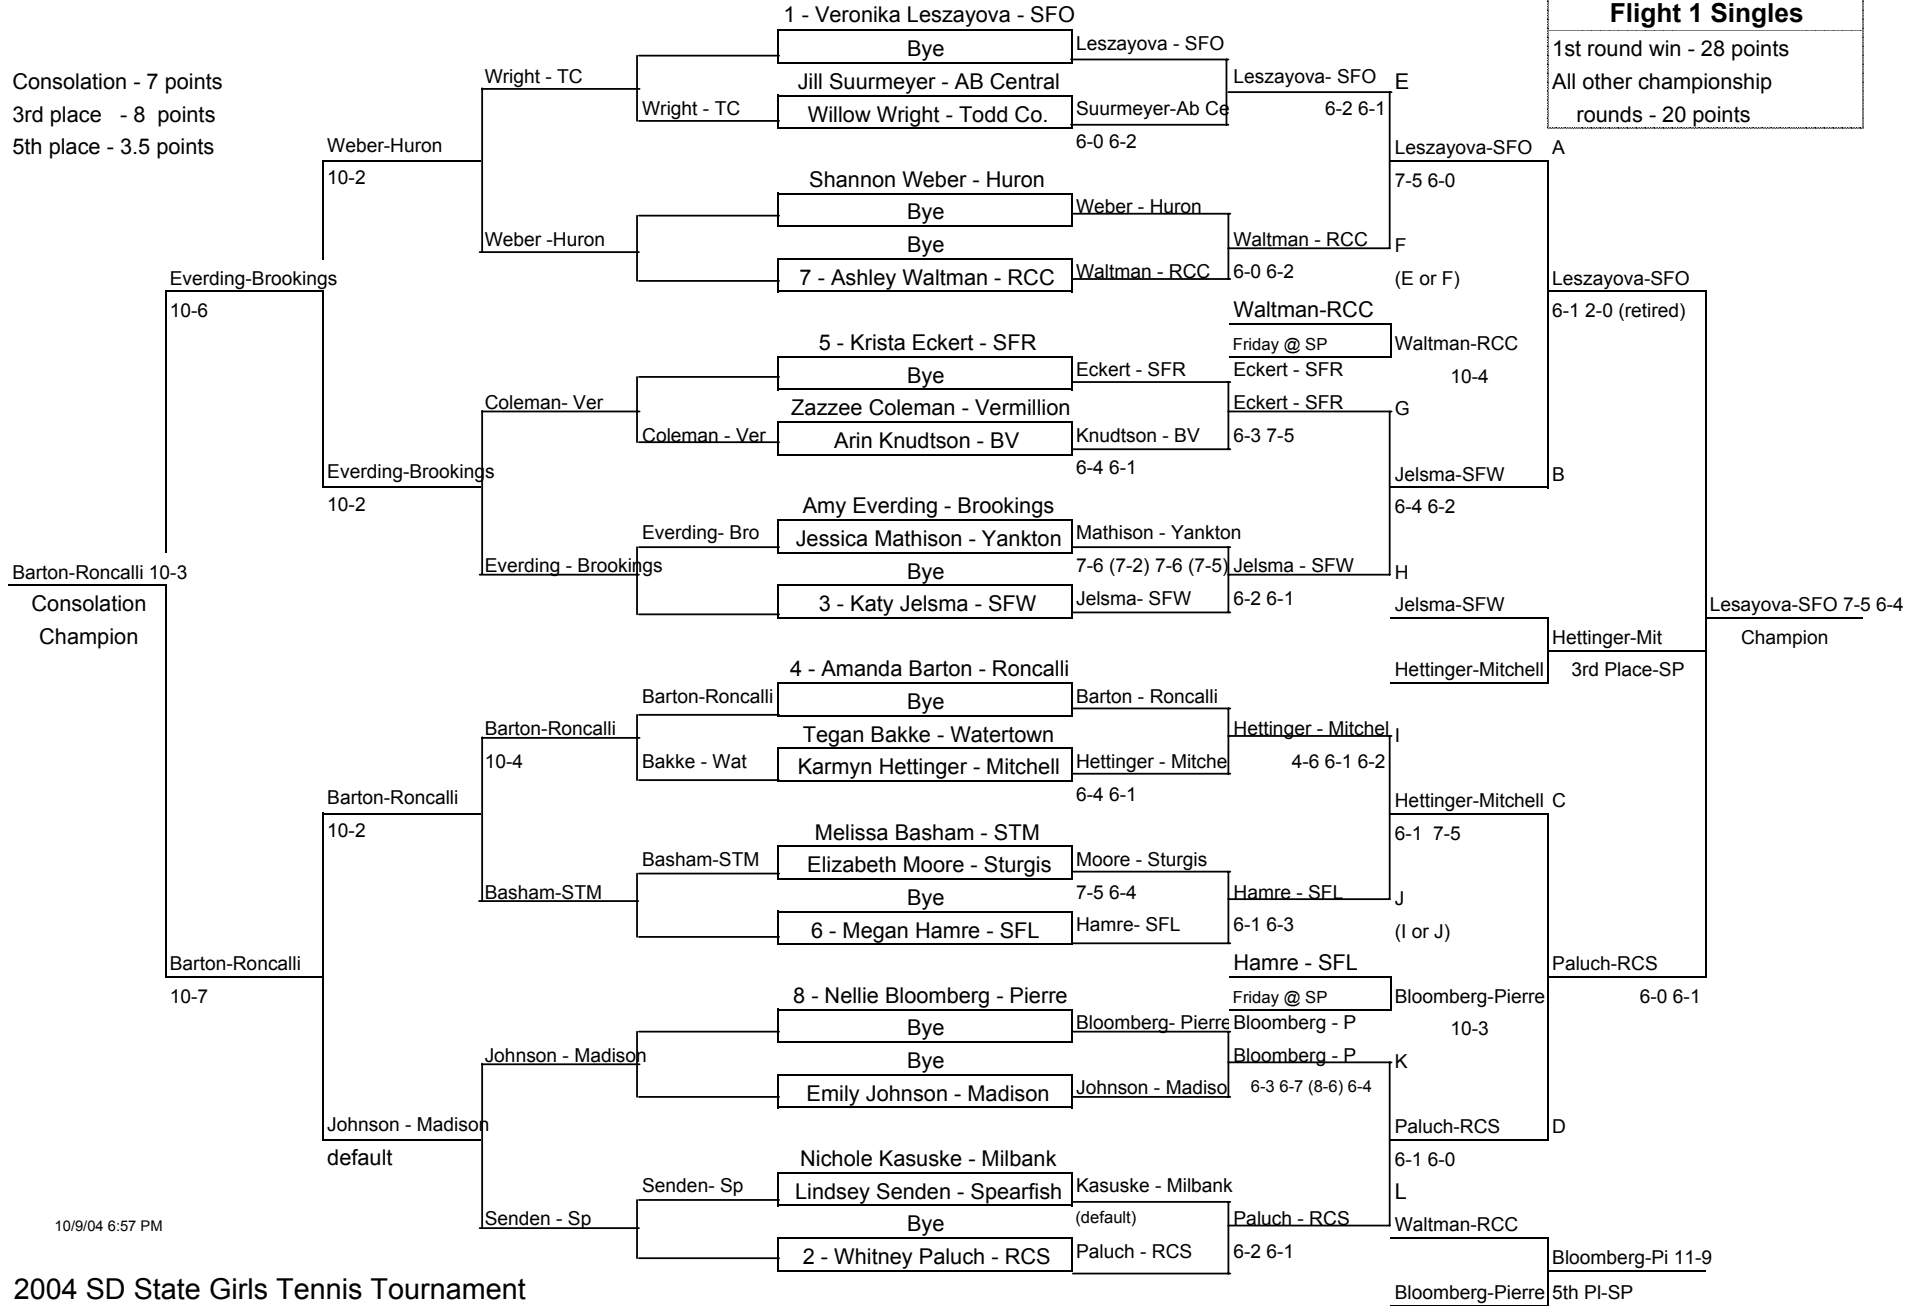 1 - Veronika Leszayova - SFO
Flight 1 Singles
Bye
Leszayova - SFO
1st round win - 28 points
Consolation - 7 points
Wright - TC
Jill Suurmeyer - AB Central
Leszayova- SFO
E
All other championship
3rd place - 8 points
Wright - TC
Willow Wright - Todd Co.
Suurmeyer-Ab Ce
6-2 6-1
rounds - 20 points
5th place - 3.5 points
Weber-Huron
6-0 6-2
Leszayova-SFO
A
10-2
Shannon Weber - Huron
7-5 6-0
Bye
Weber - Huron
Weber -Huron
Bye
Waltman - RCC
F
Everding-Brookings
7 - Ashley Waltman - RCC
Waltman - RCC
6-0 6-2
(E or F)
Leszayova-SFO
10-6
Waltman-RCC
6-1 2-0 (retired)
5 - Krista Eckert - SFR
Friday @ SP
Waltman-RCC
Bye
Eckert - SFR
Eckert - SFR
10-4
Coleman- Ver
Zazzee Coleman - Vermillion
Eckert - SFR
G
Coleman - Ver
Arin Knudtson - BV
Knudtson - BV
6-3 7-5
Everding-Brookings
6-4 6-1
Jelsma-SFW
B
10-2
Amy Everding - Brookings
6-4 6-2
Everding- Bro
Jessica Mathison - Yankton
Mathison - Yankton
Barton-Roncalli 10-3
Everding - Brookings
Bye
7-6 (7-2) 7-6 (7-5)
Jelsma - SFW
H
Consolation
3 - Katy Jelsma - SFW
Jelsma- SFW
6-2 6-1
Jelsma-SFW
Lesayova-SFO 7-5 6-4
Champion
Hettinger-Mit
Champion
4 - Amanda Barton - Roncalli
Hettinger-Mitchell
3rd Place-SP
Barton-Roncalli
Bye
Barton - Roncalli
Barton-Roncalli
Tegan Bakke - Watertown
Hettinger - Mitchel
I
10-4
Bakke - Wat
Karmyn Hettinger - Mitchell
Hettinger - Mitche
4-6 6-1 6-2
Barton-Roncalli
6-4 6-1
Hettinger-Mitchell
C
10-2
Melissa Basham - STM
6-1 7-5
Basham-STM
Elizabeth Moore - Sturgis
Moore - Sturgis
Basham-STM
Bye
7-5 6-4
Hamre - SFL
J
6 - Megan Hamre - SFL
Hamre- SFL
6-1 6-3
(I or J)
Barton-Roncalli
Hamre - SFL
Paluch-RCS
10-7
8 - Nellie Bloomberg - Pierre
Friday @ SP
Bloomberg-Pierre
6-0 6-1
Bye
Bloomberg- Pierre
Bloomberg - P
10-3
Johnson - Madison
Bye
Bloomberg - P
K
Emily Johnson - Madison
Johnson - Madiso
6-3 6-7 (8-6) 6-4
Johnson - Madison
Paluch-RCS
D
default
Nichole Kasuske - Milbank
6-1 6-0
Senden- Sp
Lindsey Senden - Spearfish
Kasuske - Milbank
L
10/9/04 6:57 PM
Senden - Sp
Bye
(default)
Paluch - RCS
Waltman-RCC
2 - Whitney Paluch - RCS
Paluch - RCS
6-2 6-1
Bloomberg-Pi 11-9
2004 SD State Girls Tennis Tournament
Bloomberg-Pierre
5th Pl-SP